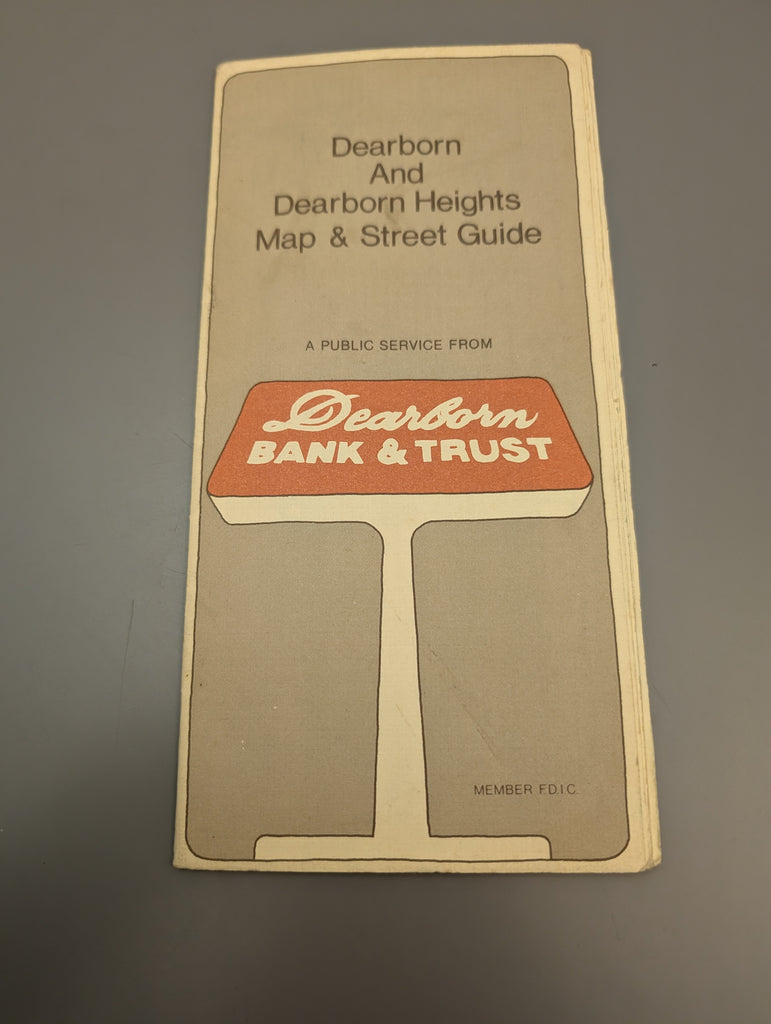 Dearborn
And
Dearborn Heights
Map & Street Guide
A PUBLIC SERVICE FROM
Dearborn
BANK & TRUST
MEMBER F.D.I.C.